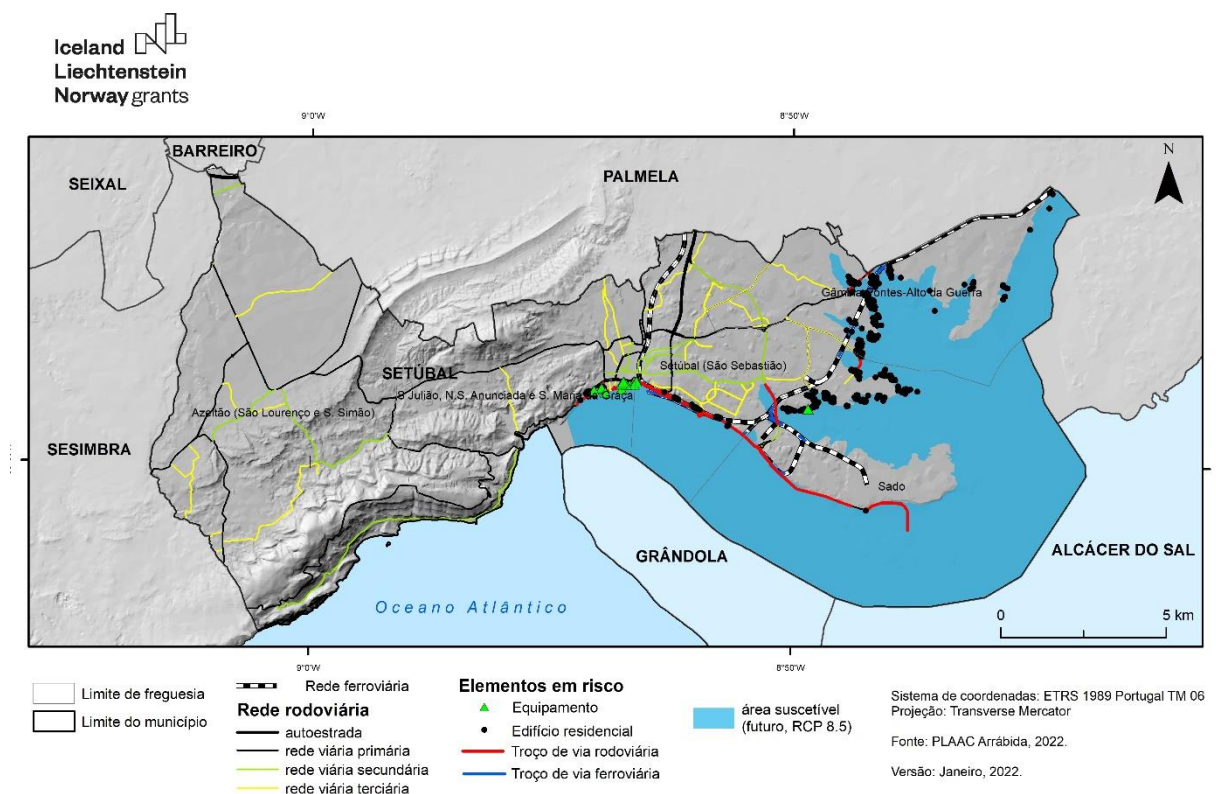 Iceland
Liechtenstein
Norway grants
9°0'W
8°50'W
BARREIRO
SEIXAL
PALMELA
N
Gâmbia-Pontes-Alto da Guerra
SETÚBAL
Setúbal (São Sebastião)
S Julião, N.S. Anunciada e S. Maria da Graça
Azeitão (São Lourenço e S. Simão)
SESIMBRA
Sado
GRÂNDOLA
ALCÁCER DO SAL
Oceano Atlântico
0
5 km
9°0'W
8°50'W
Limite de freguesia
Limite do município
Rede ferroviária
Rede rodoviária
autoestrada
rede viária primária
rede viária secundária
rede viária terciária
Elementos em risco
Equipamento
Edifício residencial
Troço de via rodoviária
Troço de via ferroviária
área suscetível
(futuro, RCP 8.5)
Sistema de coordenadas: ETRS 1989 Portugal TM 06
Projeção: Transverse Mercator
Fonte: PLAAC Arrábida, 2022.
Versão: Janeiro, 2022.